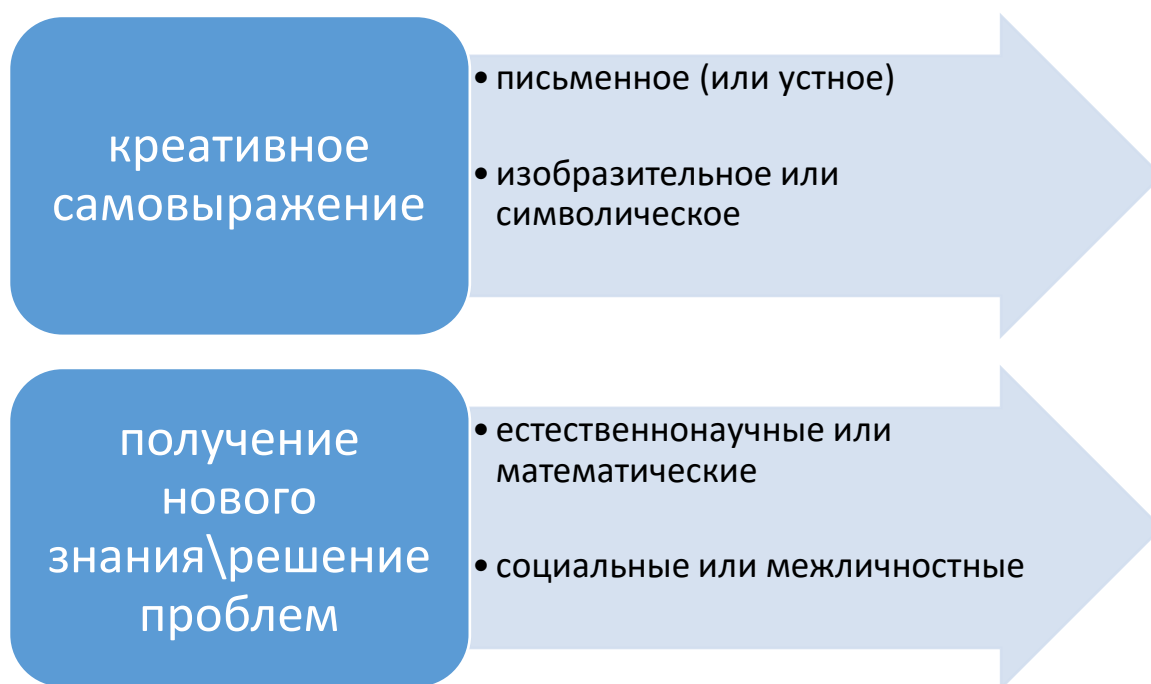 креативное
самовыражение
• письменное (или устное)
• изобразительное или
символическое
получение
нового
знания\решение
проблем
• естественнонаучные или
математические
• социальные или межличностные